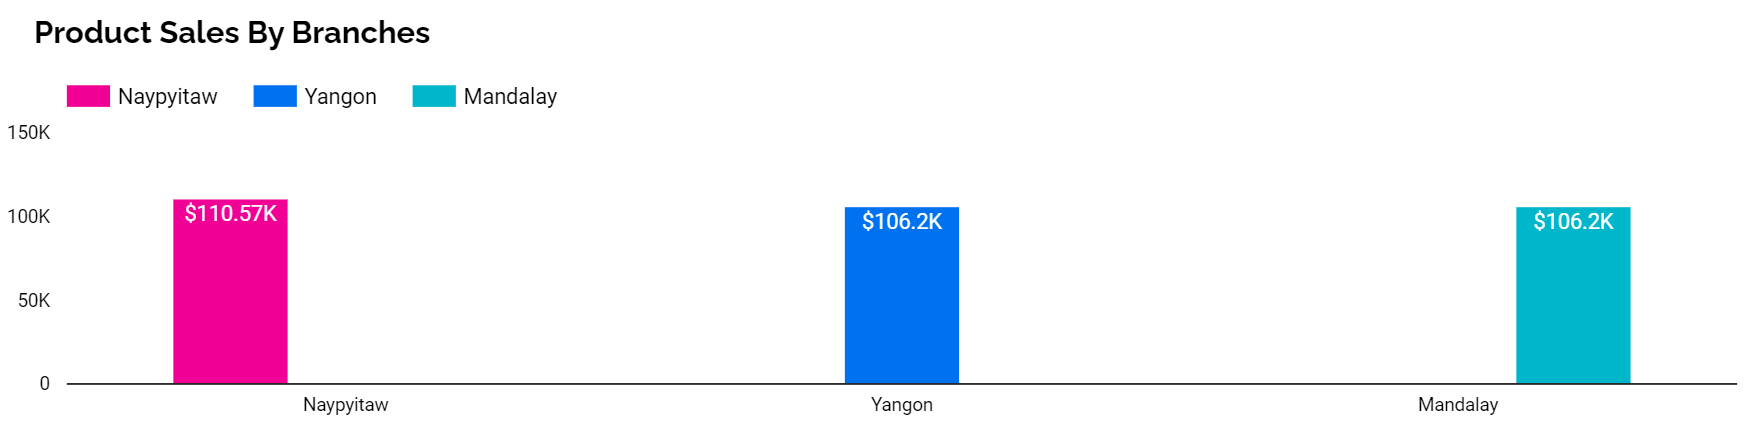 Product Sales By Branches
Naypyitaw Yangon Mandalay
150K
100K
50K
0
$110.57K $106.2K $106.2K
Naypyitaw Yangon Mandalay